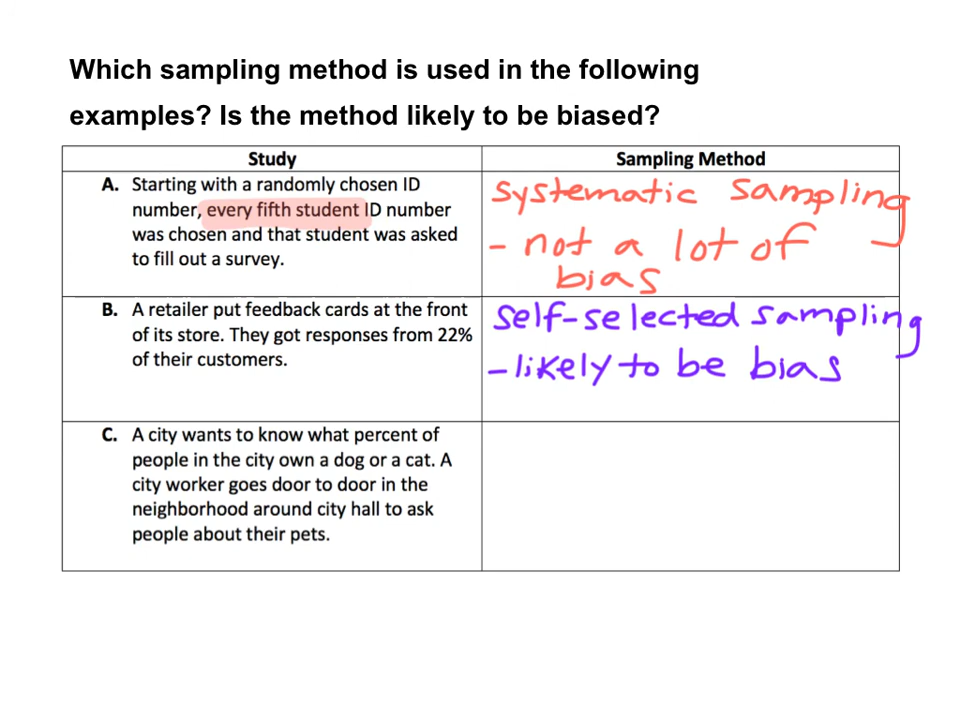 Which sampling method is used in the following
examples? Is the method likely to be biased?
Study
Sampling Method
A. Starting with a randomly chosen ID
number, every fifth student ID number
was chosen and that student was asked
to fill out a survey.
systematic sampling
- not a lot of
bias
B. A retailer put feedback cards at the front
of its store. They got responses from 22%
of their customers.
self-selected sampling
- likely to be bias
C. A city wants to know what percent of
people in the city own a dog or a cat. A
city worker goes door to door in the
neighborhood around city hall to ask
people about their pets.